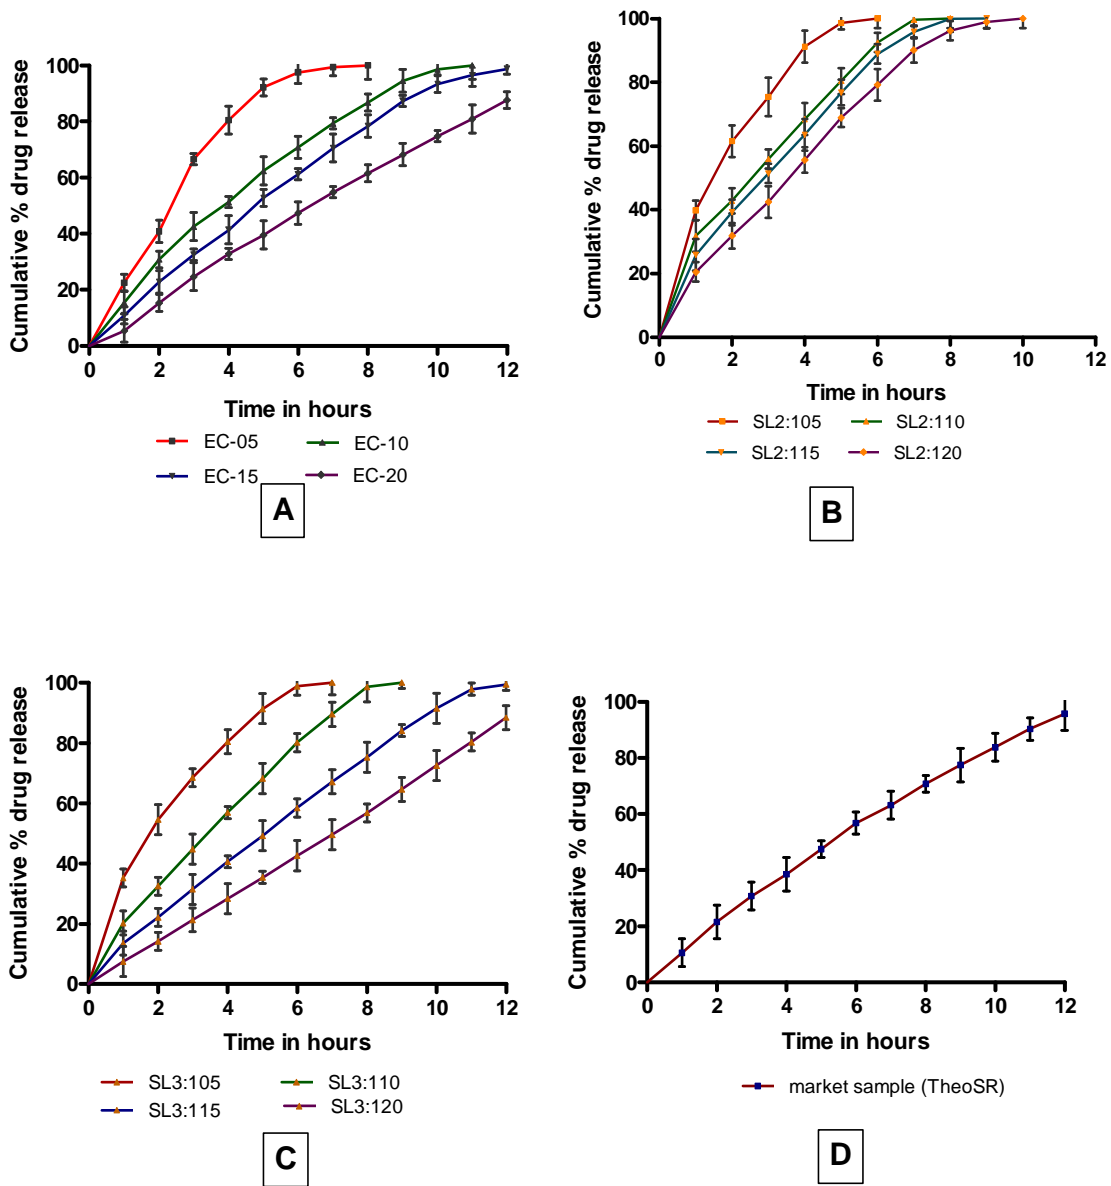 Cumulative % drug release
100
80
60
40
20
0
0 2 4 6 8 10 12
Time in hours
EC-05 EC-10
EC-15 EC-20
A
Cumulative % drug release
100
80
60
40
20
0
0 2 4 6 8 10 12
Time in hours
SL2:105 SL2:110
SL2:115 SL2:120
B
Cumulative % drug release
100
80
60
40
20
0
0 2 4 6 8 10 12
Time in hours
SL3:105 SL3:110
SL3:115 SL3:120
C
Cumulative % drug release
100
80
60
40
20
0
0 2 4 6 8 10 12
Time in hours
market sample (TheoSR)
D